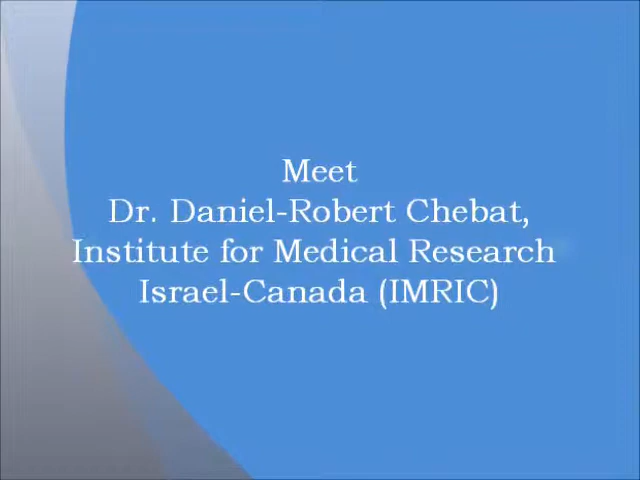 Meet
Dr. Daniel-Robert Chebat,
Institute for Medical Research
Israel-Canada (IMRIC)